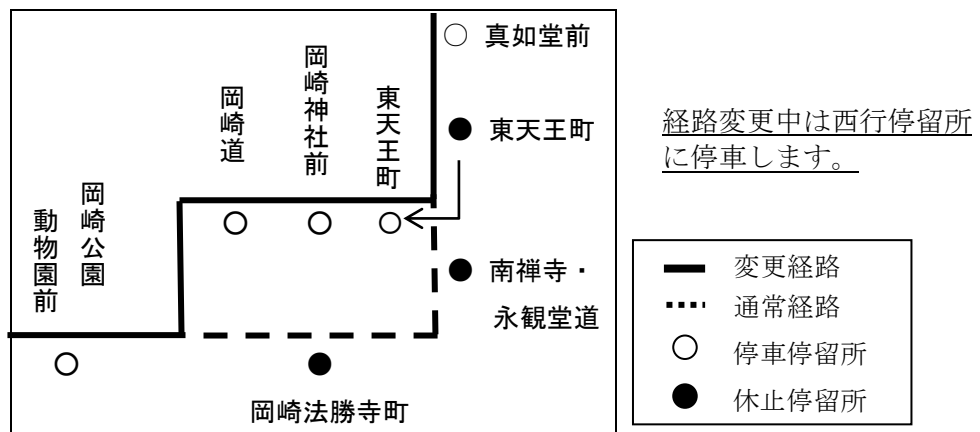 真如堂前
岡崎神社前
岡崎道
東天王町
東天王町
経路変更中は西行停留所
に停車します。
岡崎公園
動物園前
南禅寺・
永観堂道
岡崎法勝寺町
変更経路
通常経路
停車停留所
休止停留所